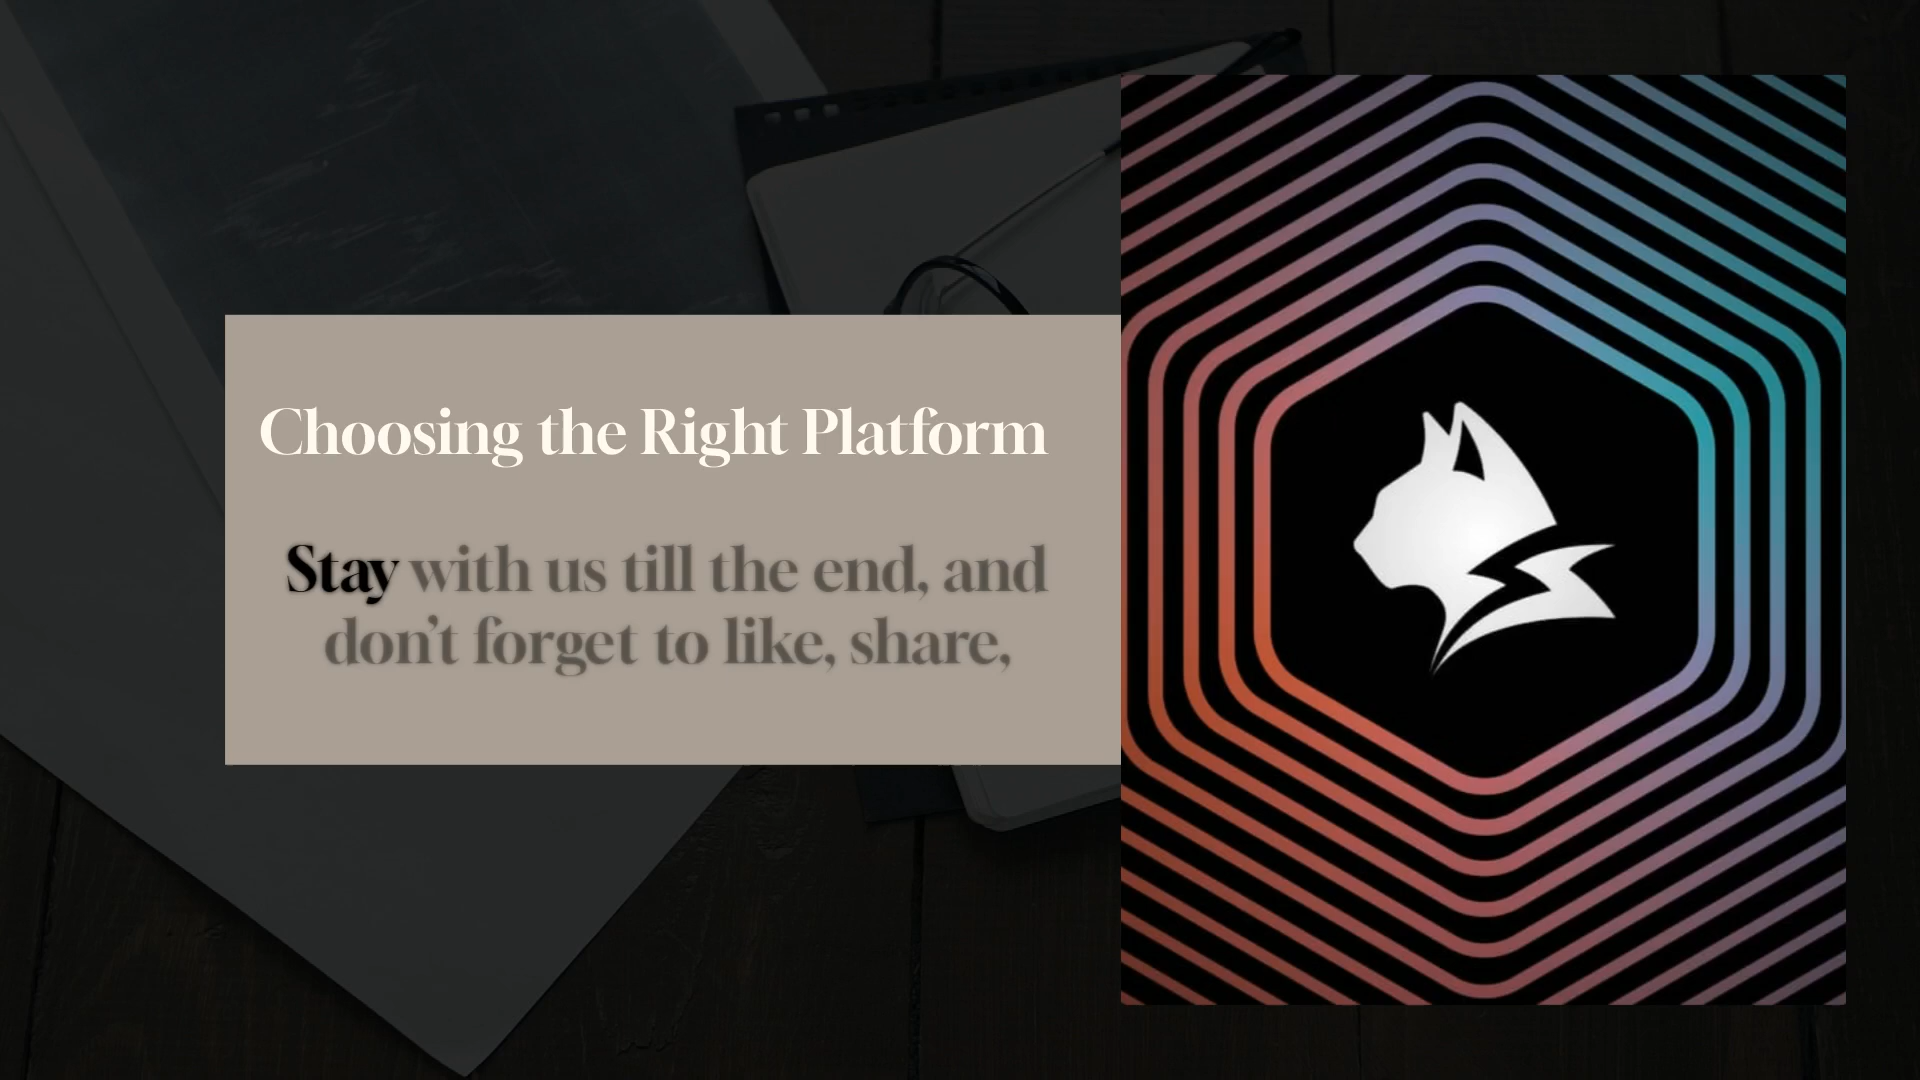 Choosing the Right Platform
Stay with us till the end, and
don’t forget to like, share,